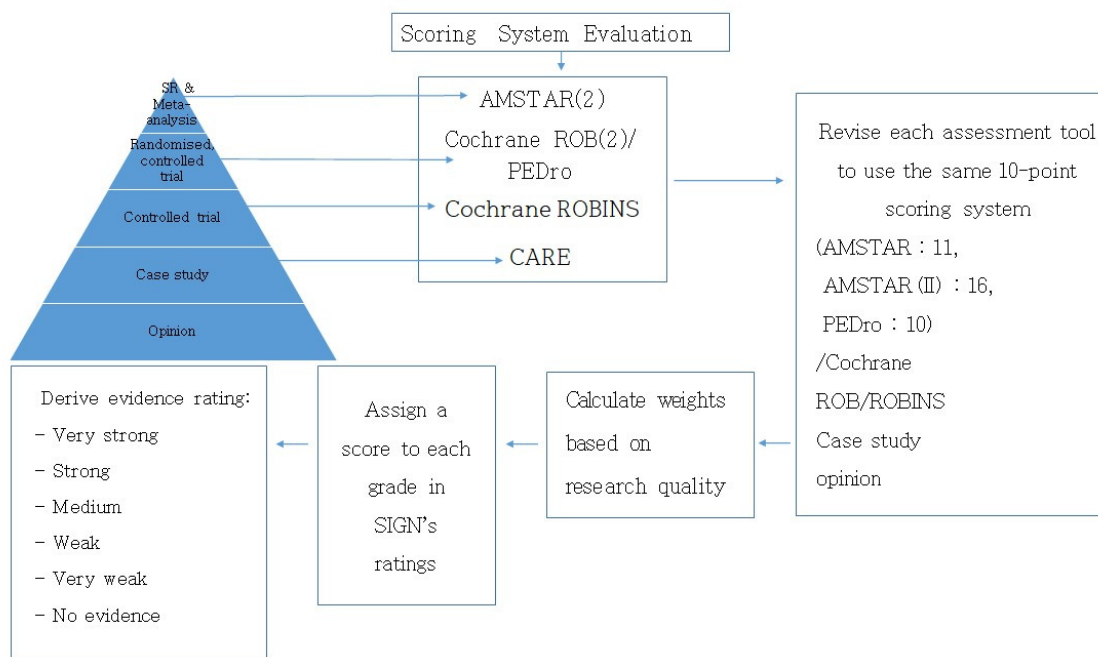 Scoring System Evaluation
SR &
Meta-
analysis
Randomised,
controlled
trial
Controlled trial
Case study
Opinion
AMSTAR(2)
Cochrane ROB(2)/
PEDro
Cochrane ROBINS
CARE
Revise each assessment tool
to use the same 10-point
scoring system
(AMSTAR : 11,
AMSTAR (II) : 16,
PEDro : 10)
/Cochrane
ROB/ROBINS
Case study
opinion
Calculate weights
based on
research quality
Assign a
score to each
grade in
SIGN's
ratings
Derive evidence rating:
- Very strong
- Strong
- Medium
- Weak
- Very weak
- No evidence